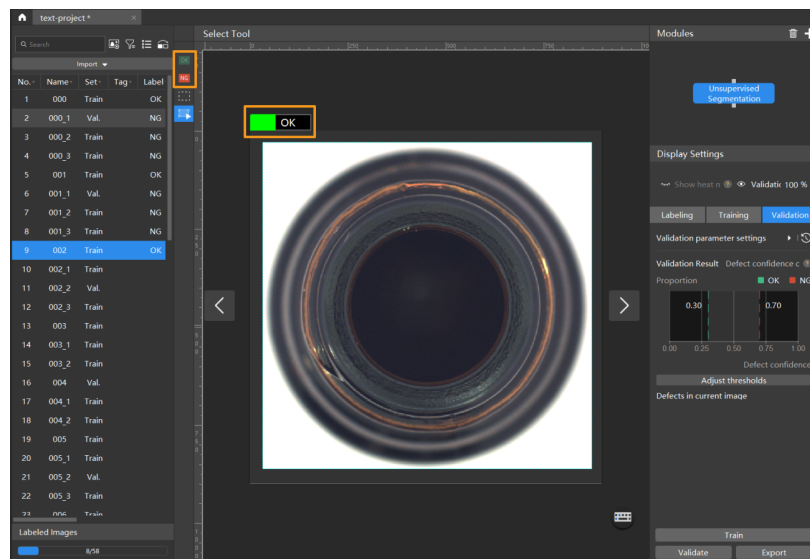 text-project *
Select Tool
Modules
Search
Import
No. Name Set Tag Label
1 000 Train OK
2 000_1 Val. NG
3 000_2 Train NG
4 000_3 Train NG
5 001 Train OK
6 001_1 Val. NG
7 001_2 Train NG
8 001_3 Train NG
9 002 Train OK
10 002_1 Train
11 002_2 Val.
12 002_3 Train
13 003 Train
14 003_1 Train
15 003_2 Train
16 004 Val.
17 004_1 Train
18 004_2 Train
19 005 Train
20 005_1 Train
21 005_2 Val.
22 005_3 Train
23 006 Train
Labeled Images
8/58
OK
NG
0 250 500 750
OK
Unsupervised
Segmentation
Display Settings
Show heat n Validatic 100 %
Labeling Training Validation
Validation parameter settings
Validation Result Defect confidence c
Proportion OK NG
0.30 0.70
0.00 0.25 0.50 0.75 1.00
Defect confidence
Adjust thresholds
Defects in current image
Train
Validate Export